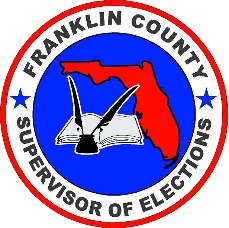 FRANKLIN COUNTY
SUPERVISOR OF ELECTIONS